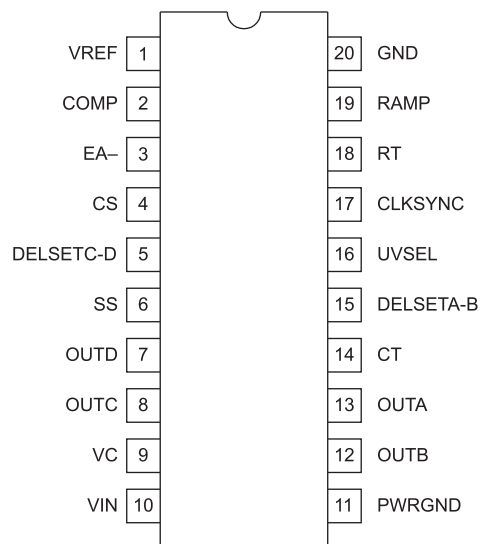 VREF 1 20 GND
COMP 2 19 RAMP
EA– 3 18 RT
CS 4 17 CLKSYNC
DELSETC-D 5 16 UVSEL
SS 6 15 DELSETA-B
OUTD 7 14 CT
OUTC 8 13 OUTA
VC 9 12 OUTB
VIN 10 11 PWRGND